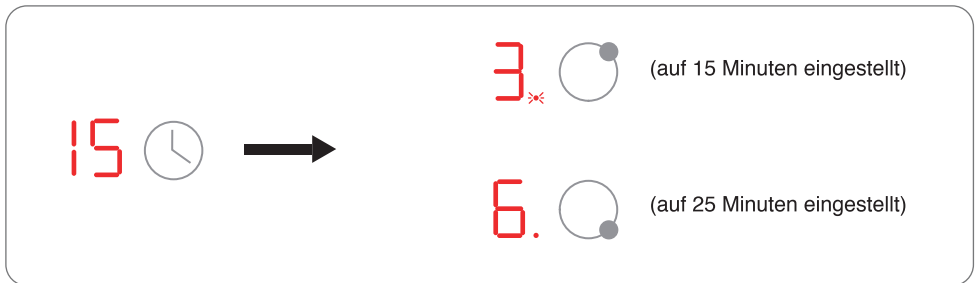 3.
(auf 15 Minuten eingestellt)
15
6.
(auf 25 Minuten eingestellt)